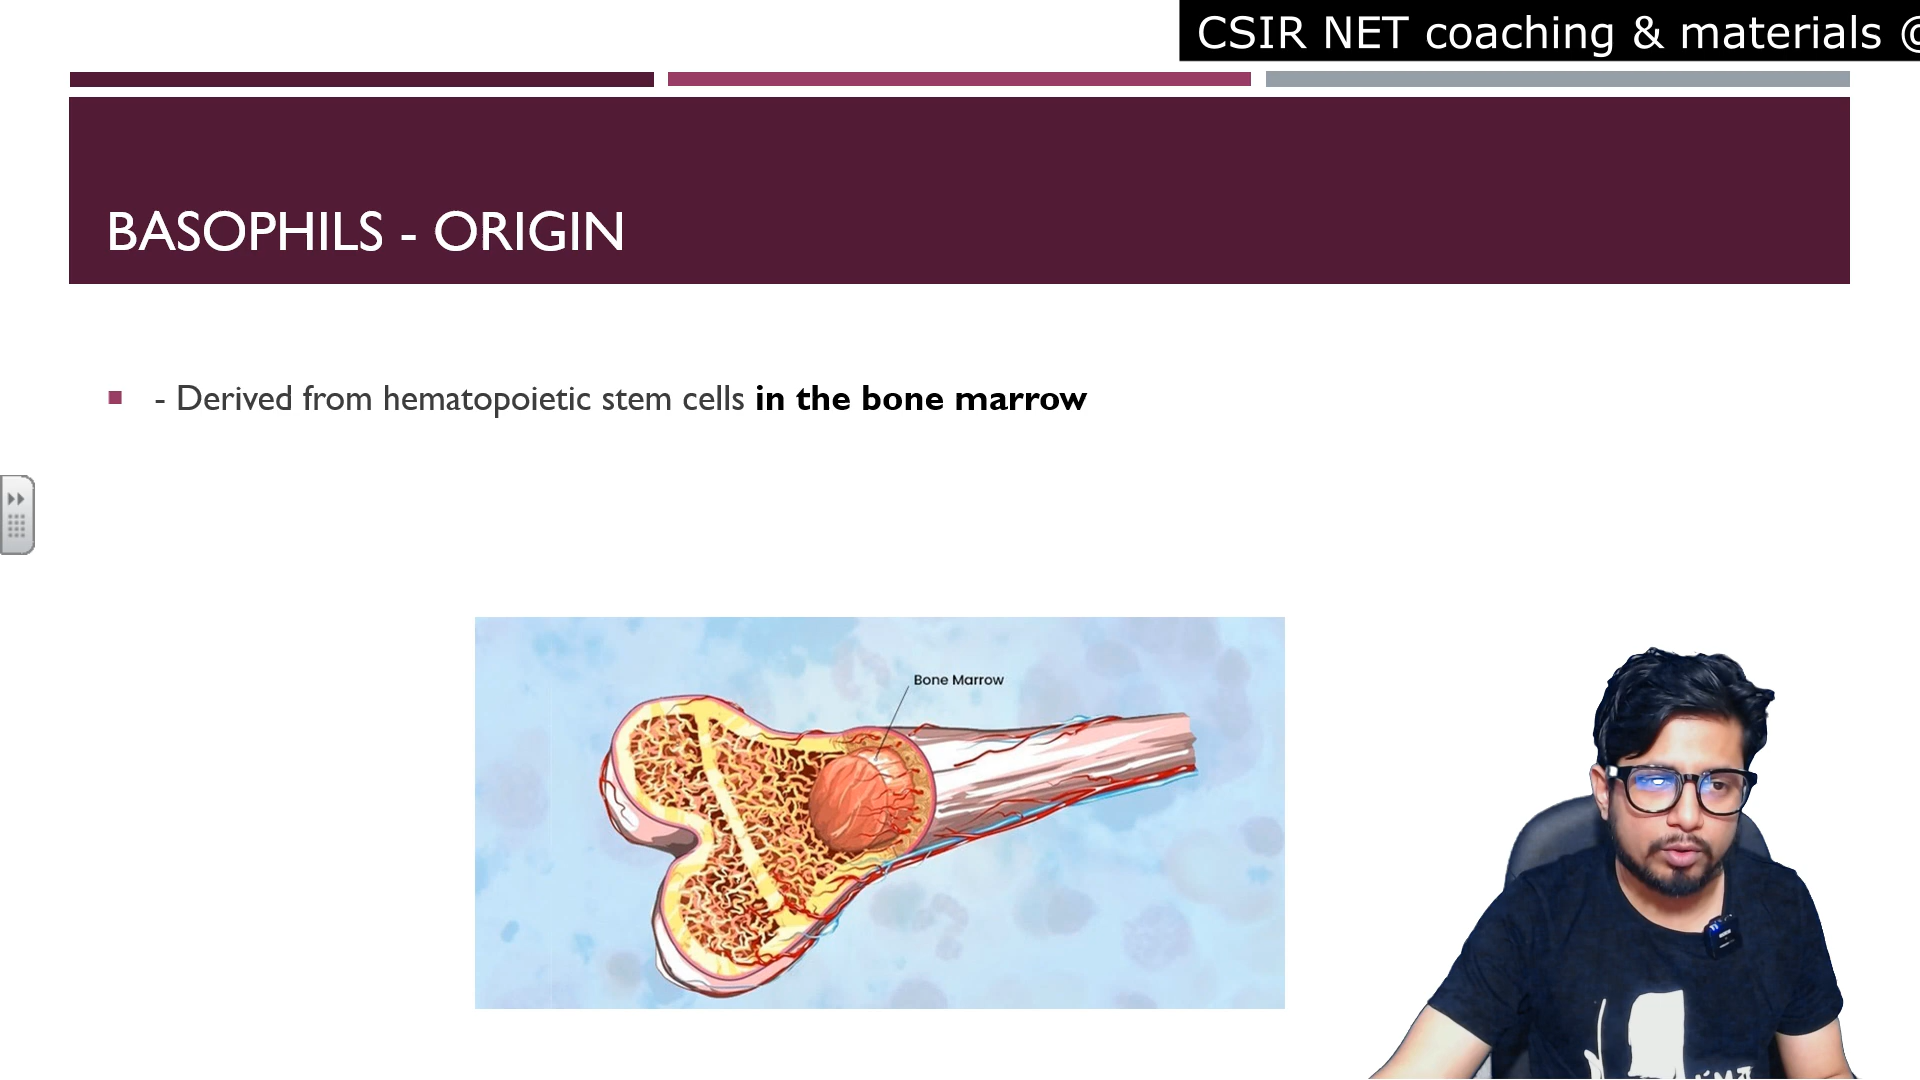 CSIR NET coaching & materials @
BASOPHILS - ORIGIN
- Derived from hematopoietic stem cells in the bone marrow
Bone Marrow